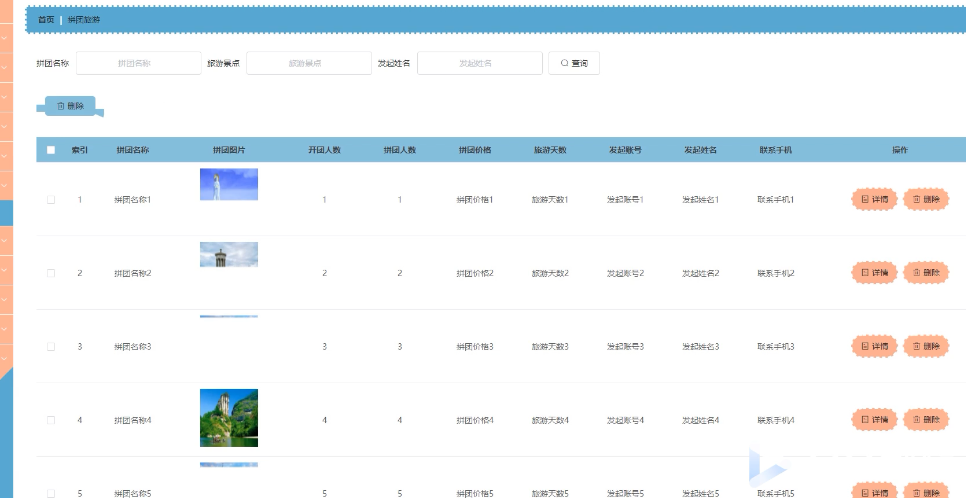 首页 拼团旅游
拼团名称 拼团名称 旅游景点 旅游景点 发起姓名 发起姓名 查询
删除
索引 拼团名称 拼团图片 开团人数 拼团人数 拼团价格 旅游天数 发起账号 发起姓名 联系手机 操作
1 拼团名称1 1 1 拼团价格1 旅游天数1 发起账号1 发起姓名1 联系手机1 详情 删除
2 拼团名称2 2 2 拼团价格2 旅游天数2 发起账号2 发起姓名2 联系手机2 详情 删除
3 拼团名称3 3 3 拼团价格3 旅游天数3 发起账号3 发起姓名3 联系手机3 详情 删除
4 拼团名称4 4 4 拼团价格4 旅游天数4 发起账号4 发起姓名4 联系手机4 详情 删除
5 拼团名称5 5 5 拼团价格5 旅游天数5 发起账号5 发起姓名5 联系手机5 详情 删除